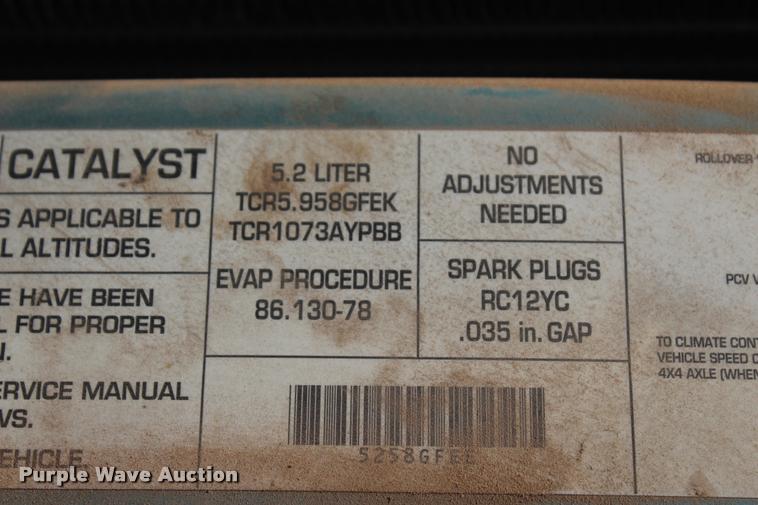 CATALYST
S APPLICABLE TO
L ALTITUDES.
E HAVE BEEN
L FOR PROPER
N.
ERVICE MANUAL
WS.
EHICLE
5.2 LITER
TCR5.958GFEK
TCR1073AYPBB
EVAP PROCEDURE
86.130-78
NO
ADJUSTMENTS
NEEDED
SPARK PLUGS
RC12YC
.035 in. GAP
ROLLOVER
PCV V
TO CLIMATE CONT
VEHICLE SPEED C
4X4 AXLE (WHEN
Purple Wave Auction